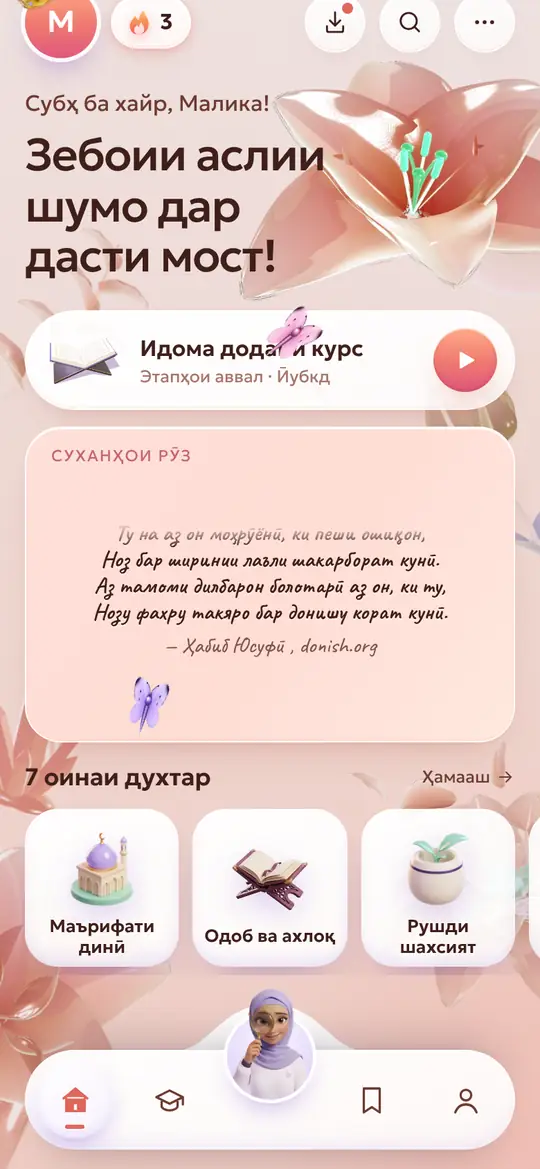 М
3
Субҳ ба хайр, Малика!
Зебоии аслии
шумо дар
дасти мост!
курс
Этапҳои аввал · Йубкд
СУХАНҲОИ РӮЗ
Ту на аз он моҳрӯёнӣ, ки пеши ошиқон,
Ноз бар ширинии лаъли шакарборат кунӣ.
Аз тамоми дилбарон болотарӣ аз он, ки ту,
Нозу фахру такяро бар донишу корат кунӣ.
— Ҳабиб Юсуфӣ , donish.org
7 оинаи духтар
Ҳамааш →
Маърифати
динӣ
Одоб ва ахлоқ
Рушди
шахсият